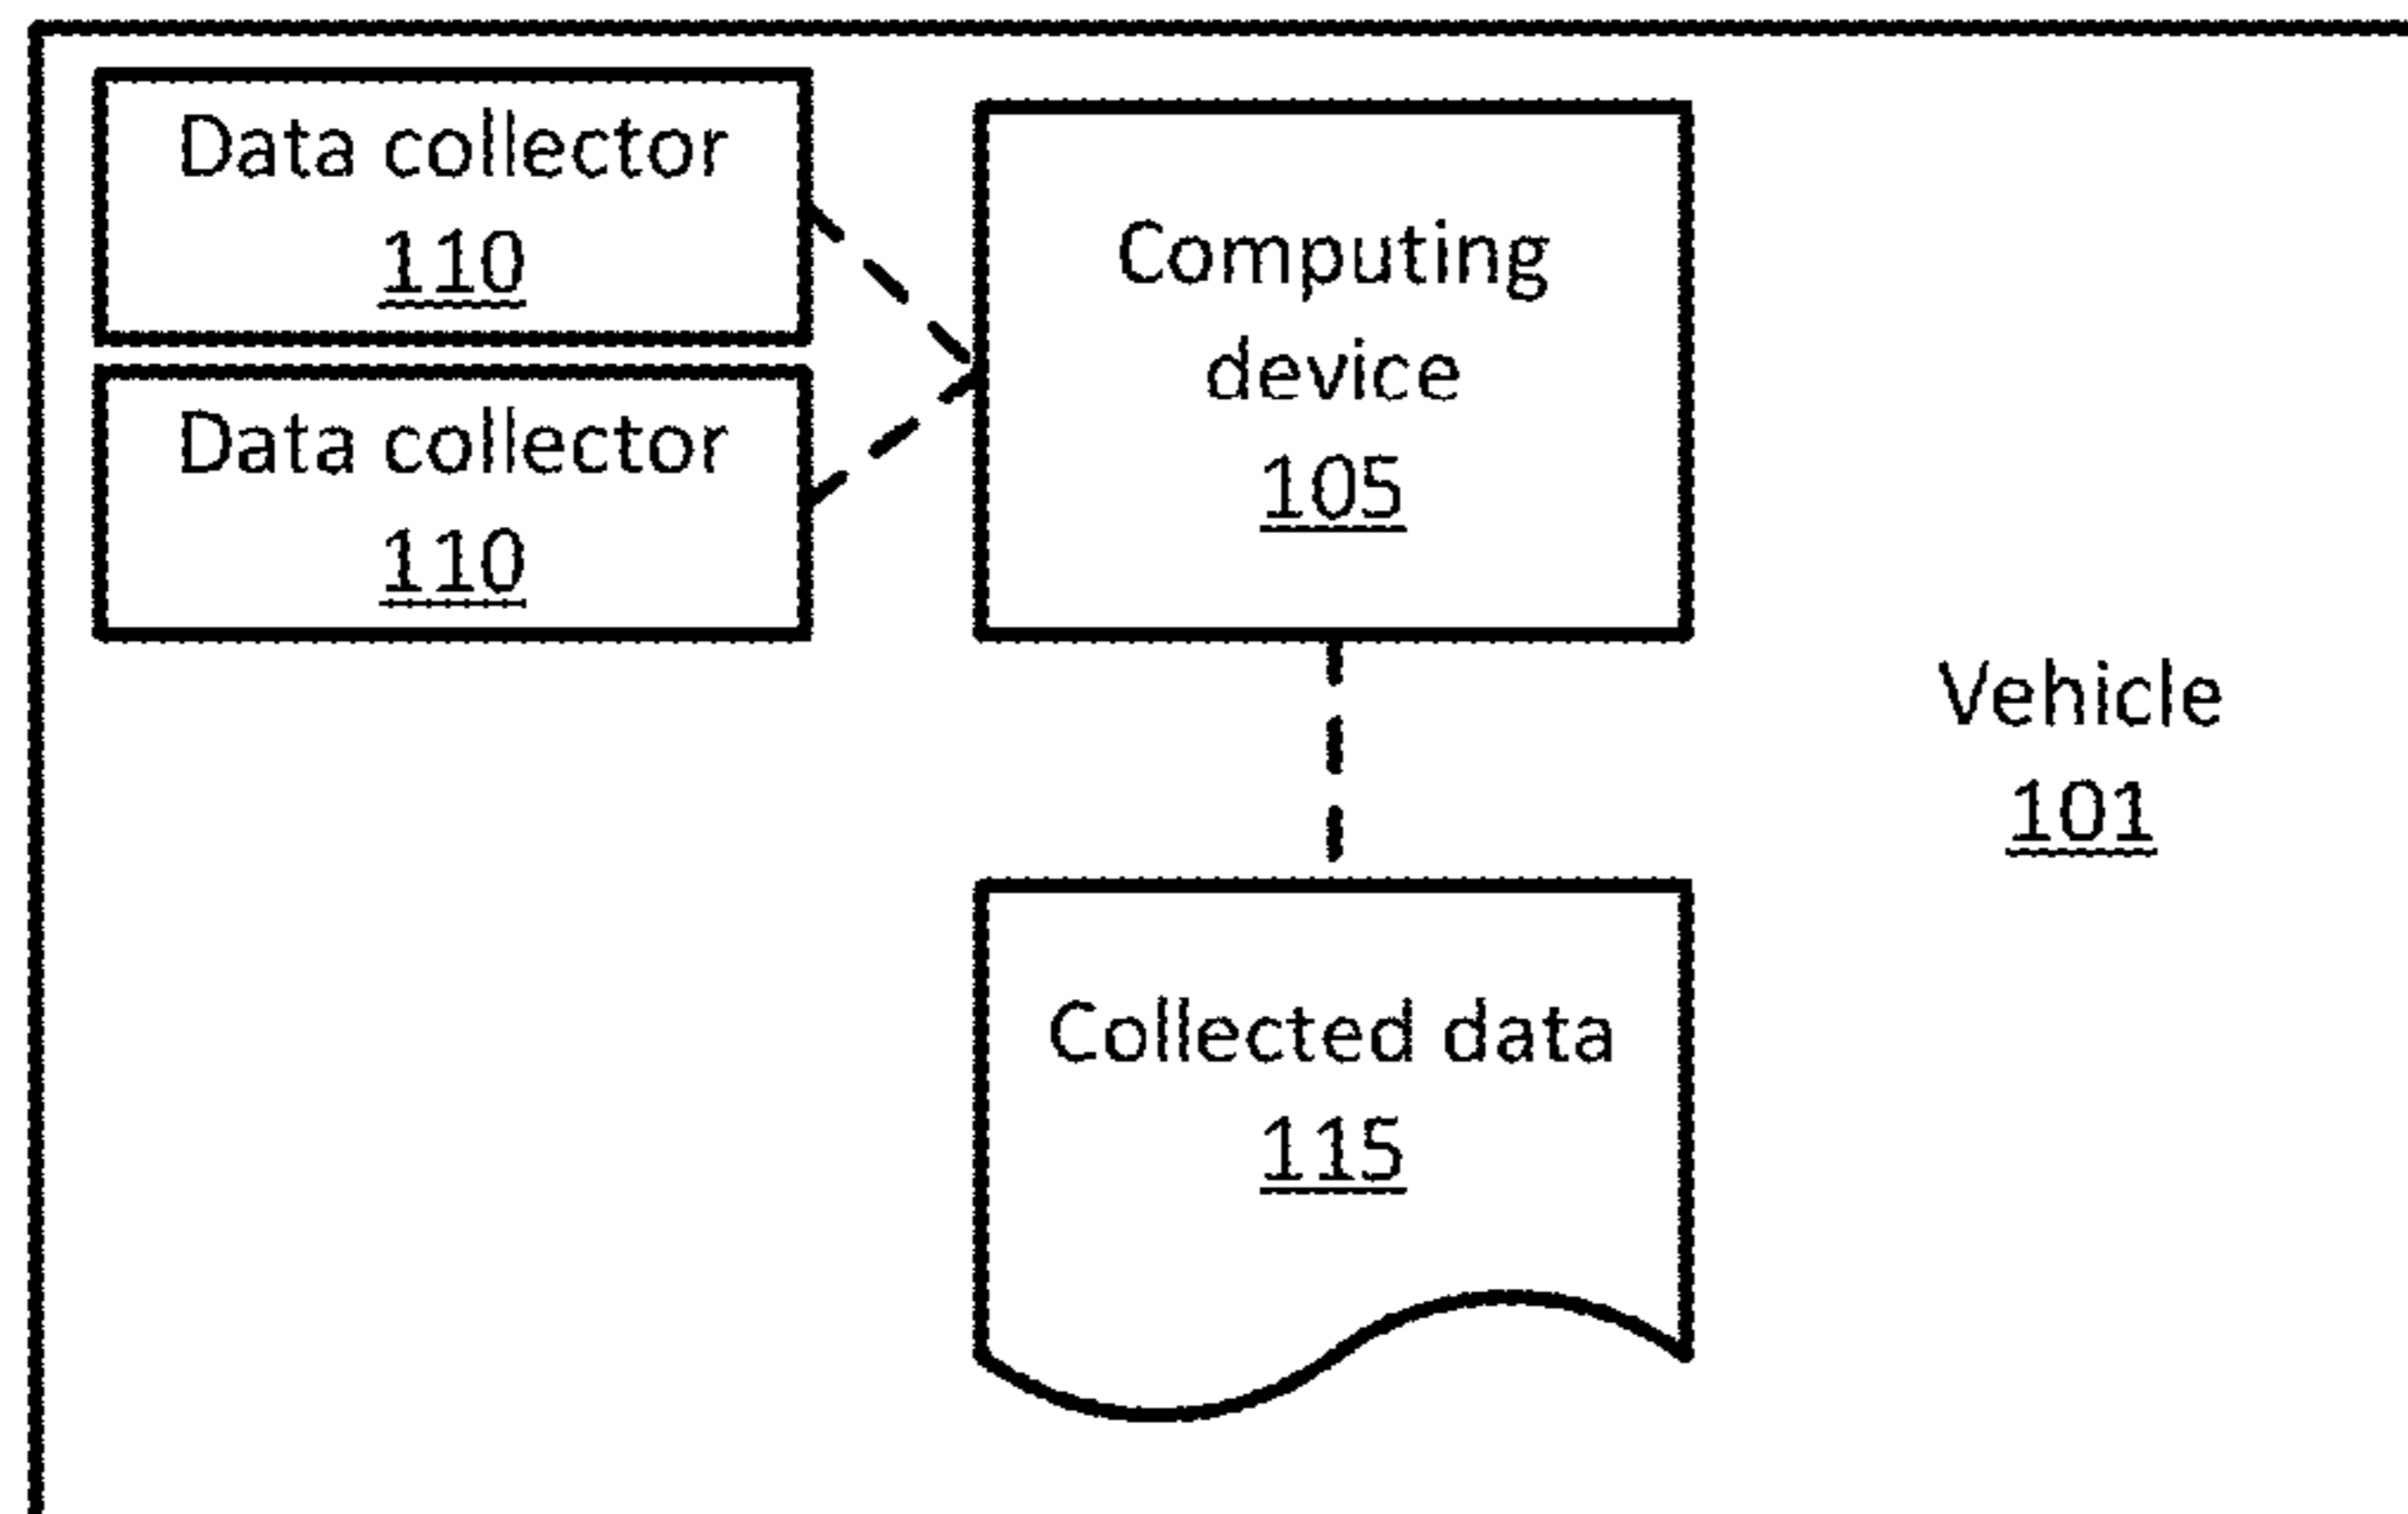 Data collector
110
Data collector
110
Computing
device
105
Vehicle
101
Collected data
115